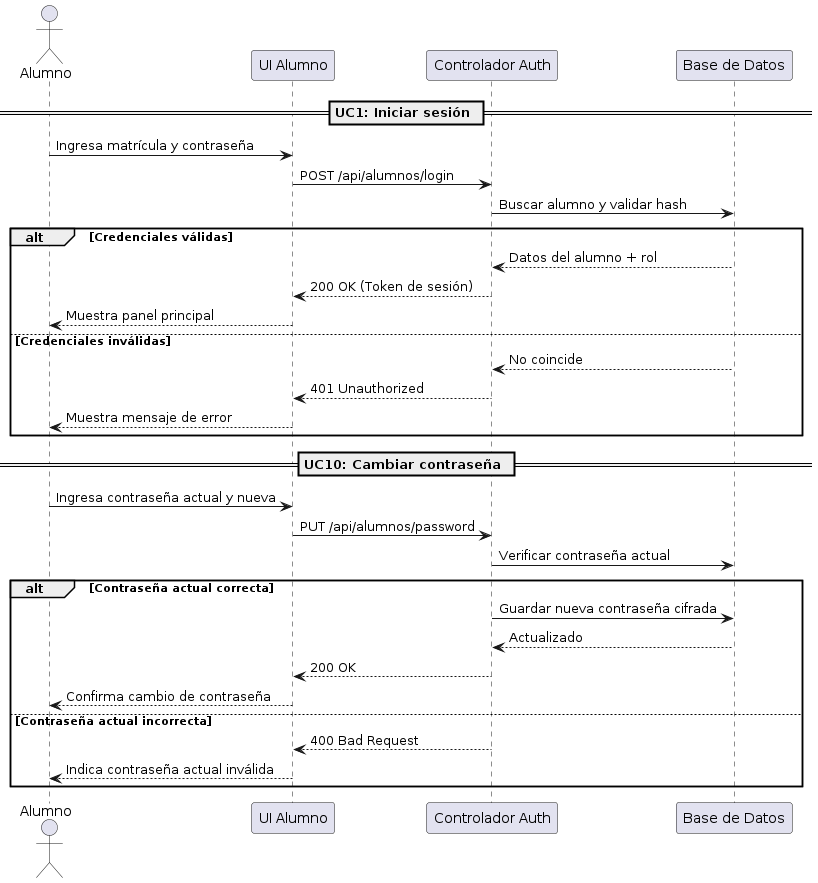 Alumno
UI Alumno
Controlador Auth
Base de Datos
UC1: Iniciar sesión
Ingresa matrícula y contraseña
POST /api/alumnos/login
Buscar alumno y validar hash
alt
[Credenciales válidas]
Datos del alumno + rol
200 OK (Token de sesión)
Muestra panel principal
[Credenciales inválidas]
No coincide
401 Unauthorized
Muestra mensaje de error
UC10: Cambiar contraseña
Ingresa contraseña actual y nueva
PUT /api/alumnos/password
Verificar contraseña actual
alt
[Contraseña actual correcta]
Guardar nueva contraseña cifrada
Actualizado
200 OK
Confirma cambio de contraseña
[Contraseña actual incorrecta]
400 Bad Request
Indica contraseña actual inválida
Alumno
UI Alumno
Controlador Auth
Base de Datos